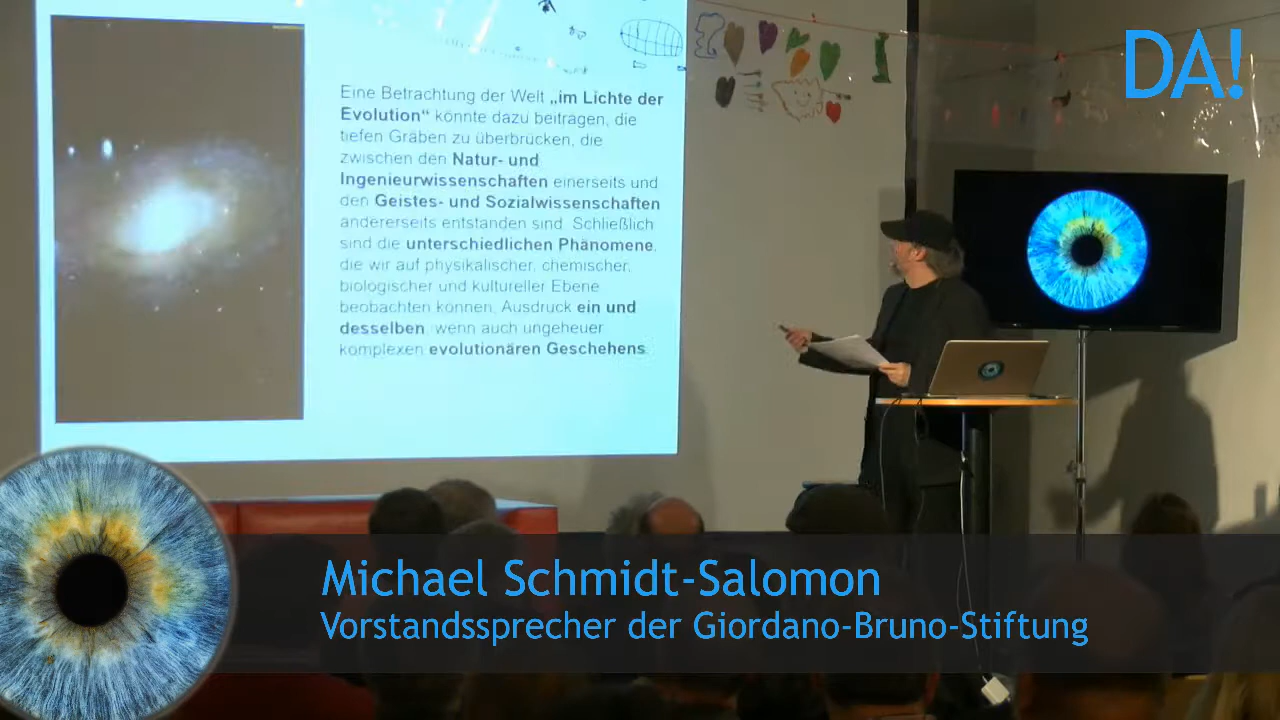 Eine Betrachtung der Welt „im Lichte der
Evolution“ könnte dazu beitragen, die
tiefen Gräben zu überbrücken, die
zwischen den Natur- und
Ingenieurwissenschaften einerseits und
den Geistes- und Sozialwissenschaften
andererseits entstanden sind. Schließlich
sind die unterschiedlichen Phänomene,
die wir auf physikalischer, chemischer,
biologischer und kultureller Ebene
beobachten können, Ausdruck ein und
desselben, wenn auch ungeheuer
komplexen evolutionären Geschehens.
DA!
Michael Schmidt-Salomon
Vorstandssprecher der Giordano-Bruno-Stiftung